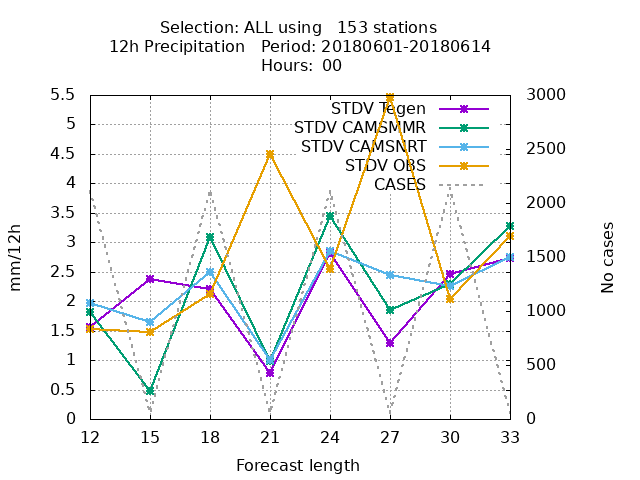 Selection: ALL using   153 stations
12h Precipitation   Period: 20180601-20180614
Hours: 00
5.5
5
4.5
4
3.5
3
2.5
2
1.5
1
0.5
0
mm/12h
STDV Tegen
STDV CAMSMMR
STDV CAMSNRT
STDV OBS
CASES
3000
2500
2000
1500
1000
500
0
No cases
12 15 18 21 24 27 30 33
Forecast length